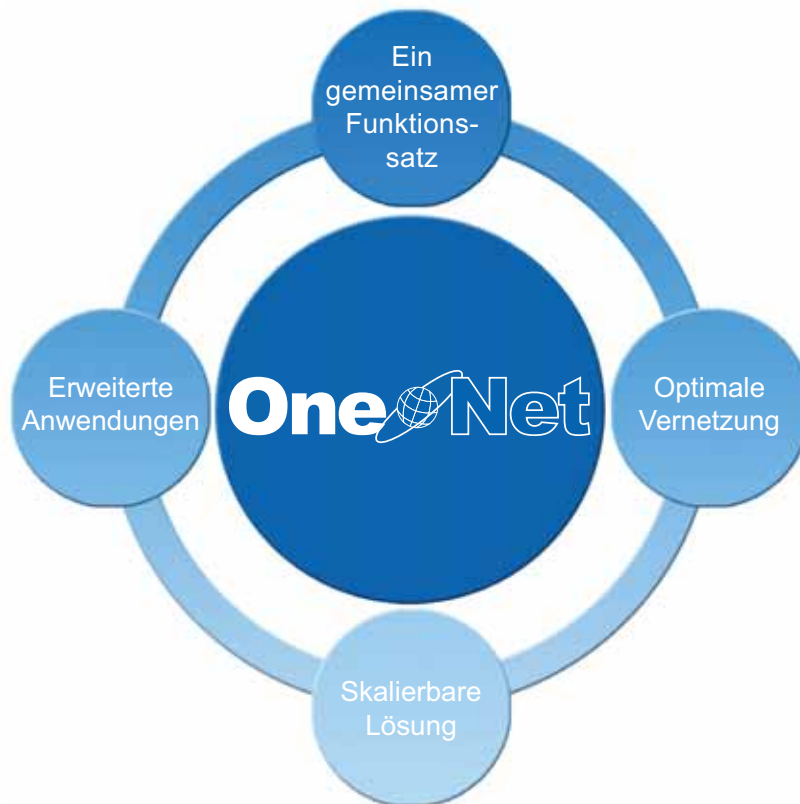 Ein
gemeinsamer
Funktions-
satz
Erweiterte
Anwendungen
One Net
Optimale
Vernetzung
Skalierbare
Lösung